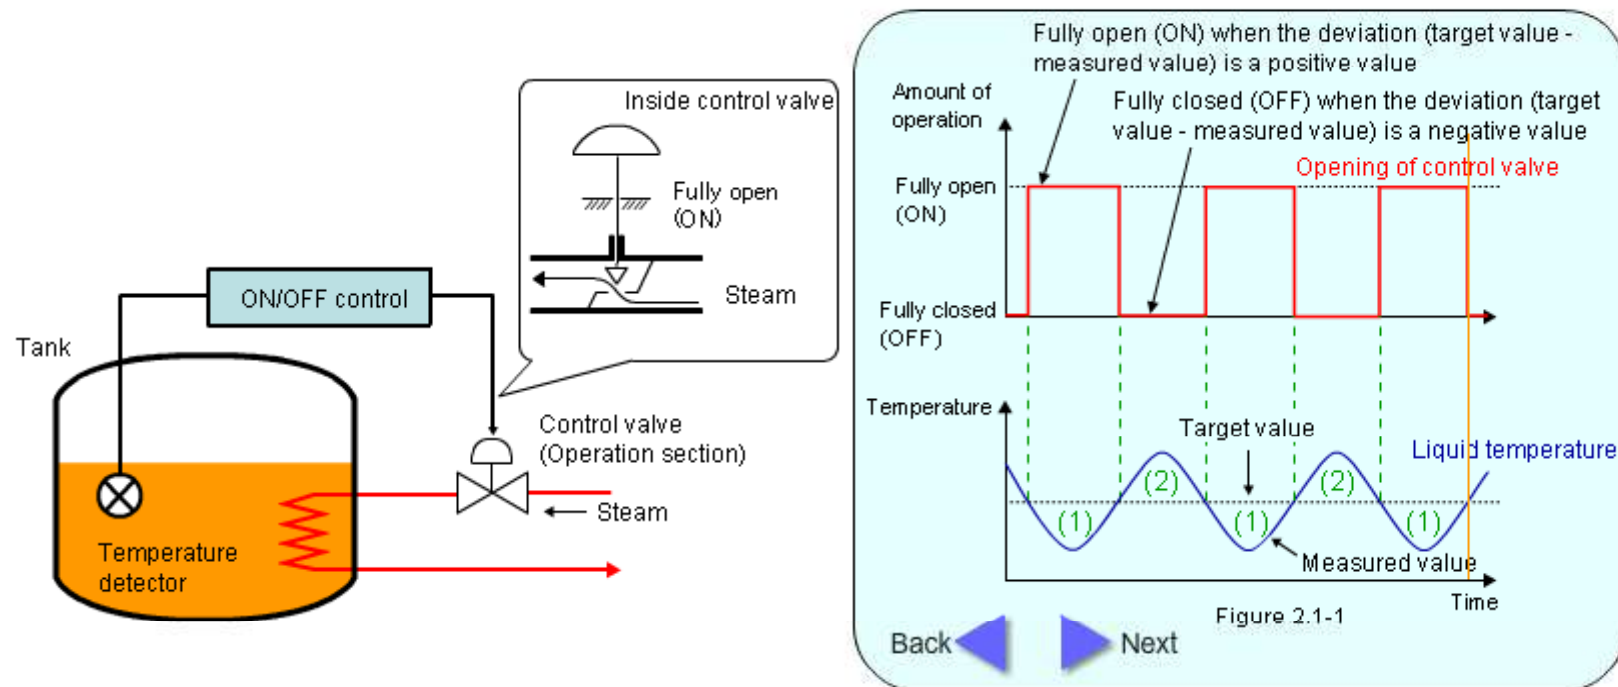 Inside control valve
Fully open
(ON)
Steam
ON/OFF control
Tank
Control valve
(Operation section)
Steam
Temperature
detector
Fully open (ON) when the deviation (target value -
measured value) is a positive value
Amount of
operation
Fully closed (OFF) when the deviation (target
value - measured value) is a negative value
Opening of control valve
Fully open
(ON)
Fully closed
(OFF)
Temperature
Target value
Liquid temperature
(2)
(2)
(1)
(1)
(1)
Measured value
Time
Figure 2.1-1
Back
Next